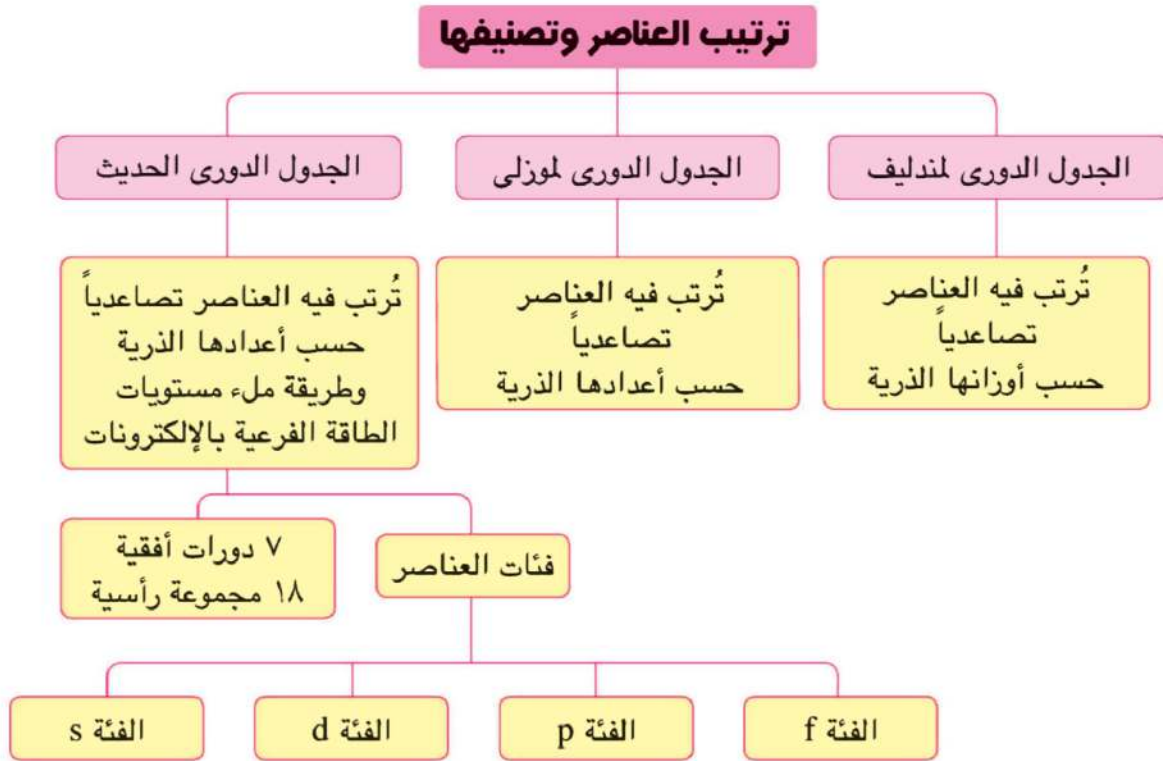 ترتيب العناصر وتصنيفها
الجدول الدورى لمندليف
الجدول الدورى لموزلى
الجدول الدورى الحديث
تُرتب فيه العناصر
تصاعدياً
حسب أوزانها الذرية
تُرتب فيه العناصر
تصاعدياً
حسب أعدادها الذرية
تُرتب فيه العناصر تصاعدياً
حسب أعدادها الذرية
وطريقة ملء مستويات
الطاقة الفرعية بالإلكترونات
فئات العناصر
٧ دورات أفقية
١٨ مجموعة رأسية
الفئة f
الفئة p
الفئة d
الفئة s